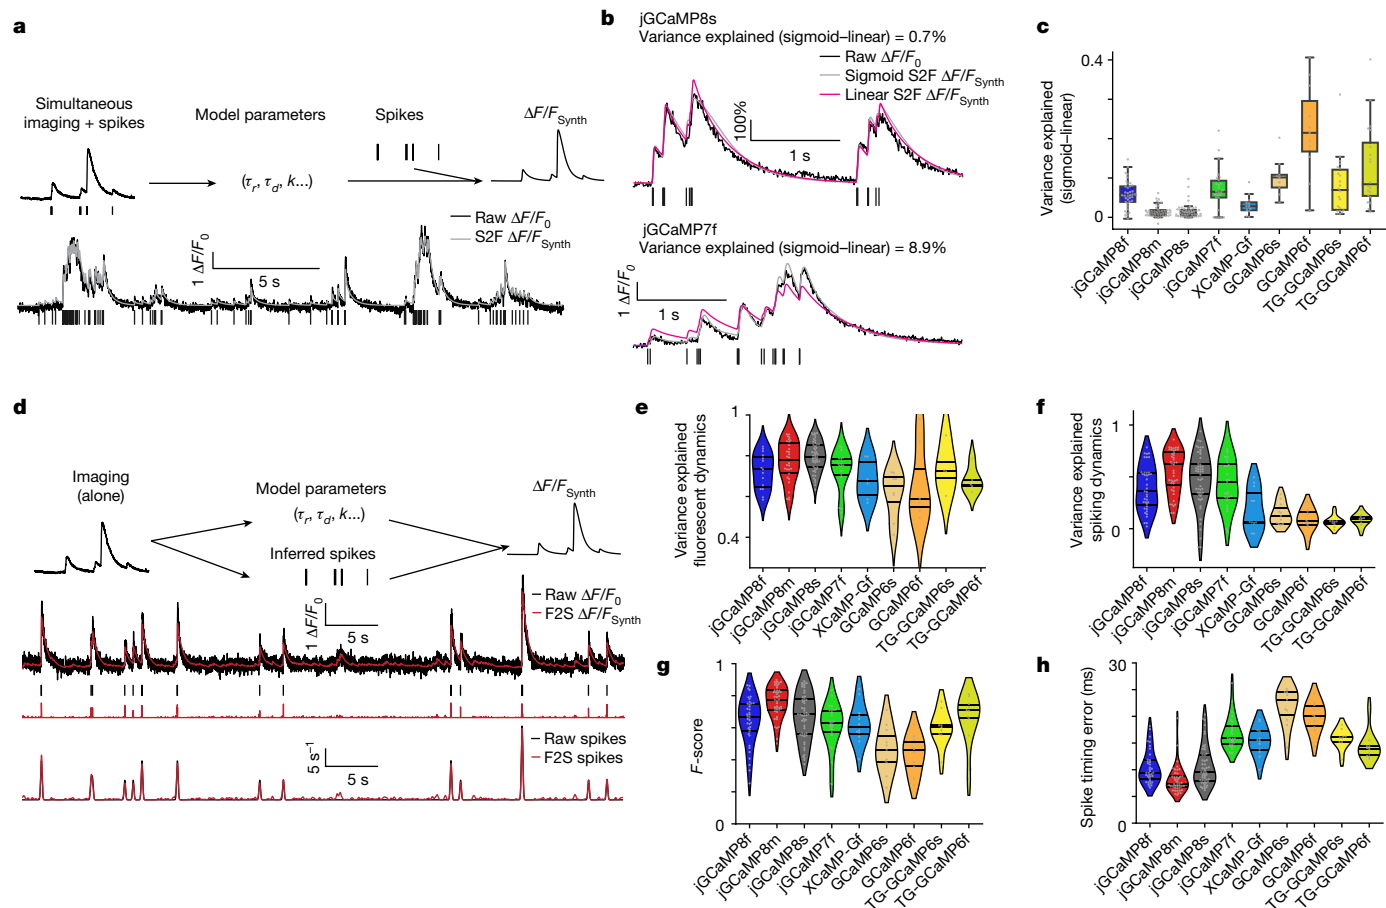 a
Simultaneous
imaging + spikes
Model parameters
(τr, τd, k...)
Spikes
ΔF/FSynth
Raw ΔF/F0
S2F ΔF/FSynth
1 ΔF/F0
5 s
b
jGCaMP8s
Variance explained (sigmoid–linear) = 0.7%
Raw ΔF/F0
Sigmoid S2F ΔF/FSynth
Linear S2F ΔF/FSynth
100%
1 s
jGCaMP7f
Variance explained (sigmoid–linear) = 8.9%
1 ΔF/F0
1 s
c
Variance explained
(sigmoid–linear)
0.4
0
jGCaMP8f
jGCaMP8m
jGCaMP8s
jGCaMP7f
XCaMP-Gf
GCaMP6s
GCaMP6f
TG-GCaMP6s
TG-GCaMP6f
d
Imaging
(alone)
Model parameters
(τr, τd, k...)
Inferred spikes
ΔF/FSynth
Raw ΔF/F0
F2S ΔF/FSynth
1 ΔF/F0
5 s
Raw spikes
F2S spikes
5 s−1
5 s
e
Variance explained
fluorescent dynamics
1
0.4
jGCaMP8f
jGCaMP8m
jGCaMP8s
jGCaMP7f
XCaMP-Gf
GCaMP6s
GCaMP6f
TG-GCaMP6s
TG-GCaMP6f
f
Variance explained
spiking dynamics
1
0
jGCaMP8f
jGCaMP8m
jGCaMP8s
jGCaMP7f
XCaMP-Gf
GCaMP6s
GCaMP6f
TG-GCaMP6s
TG-GCaMP6f
g
F-score
1
0
jGCaMP8f
jGCaMP8m
jGCaMP8s
jGCaMP7f
XCaMP-Gf
GCaMP6s
GCaMP6f
TG-GCaMP6s
TG-GCaMP6f
h
Spike timing error (ms)
30
0
jGCaMP8f
jGCaMP8m
jGCaMP8s
jGCaMP7f
XCaMP-Gf
GCaMP6s
GCaMP6f
TG-GCaMP6s
TG-GCaMP6f